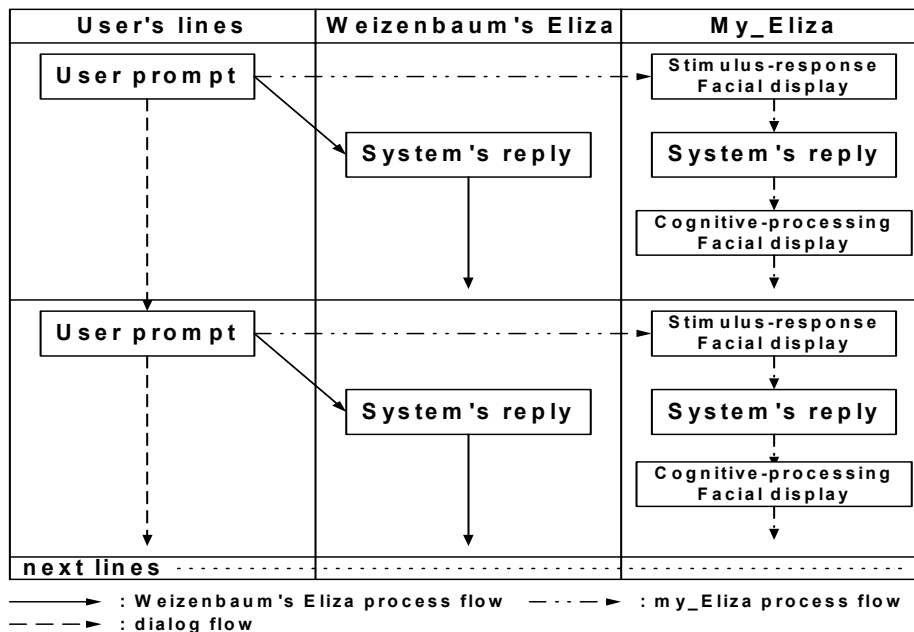 User's lines
Weizenbaum's Eliza
My_Eliza
User prompt
Stimulus-response
Facial display
System's reply
System's reply
Cognitive-processing
Facial display
User prompt
Stimulus-response
Facial display
System's reply
System's reply
Cognitive-processing
Facial display
next lines
: Weizenbaum's Eliza process flow
: my_Eliza process flow
: dialog flow